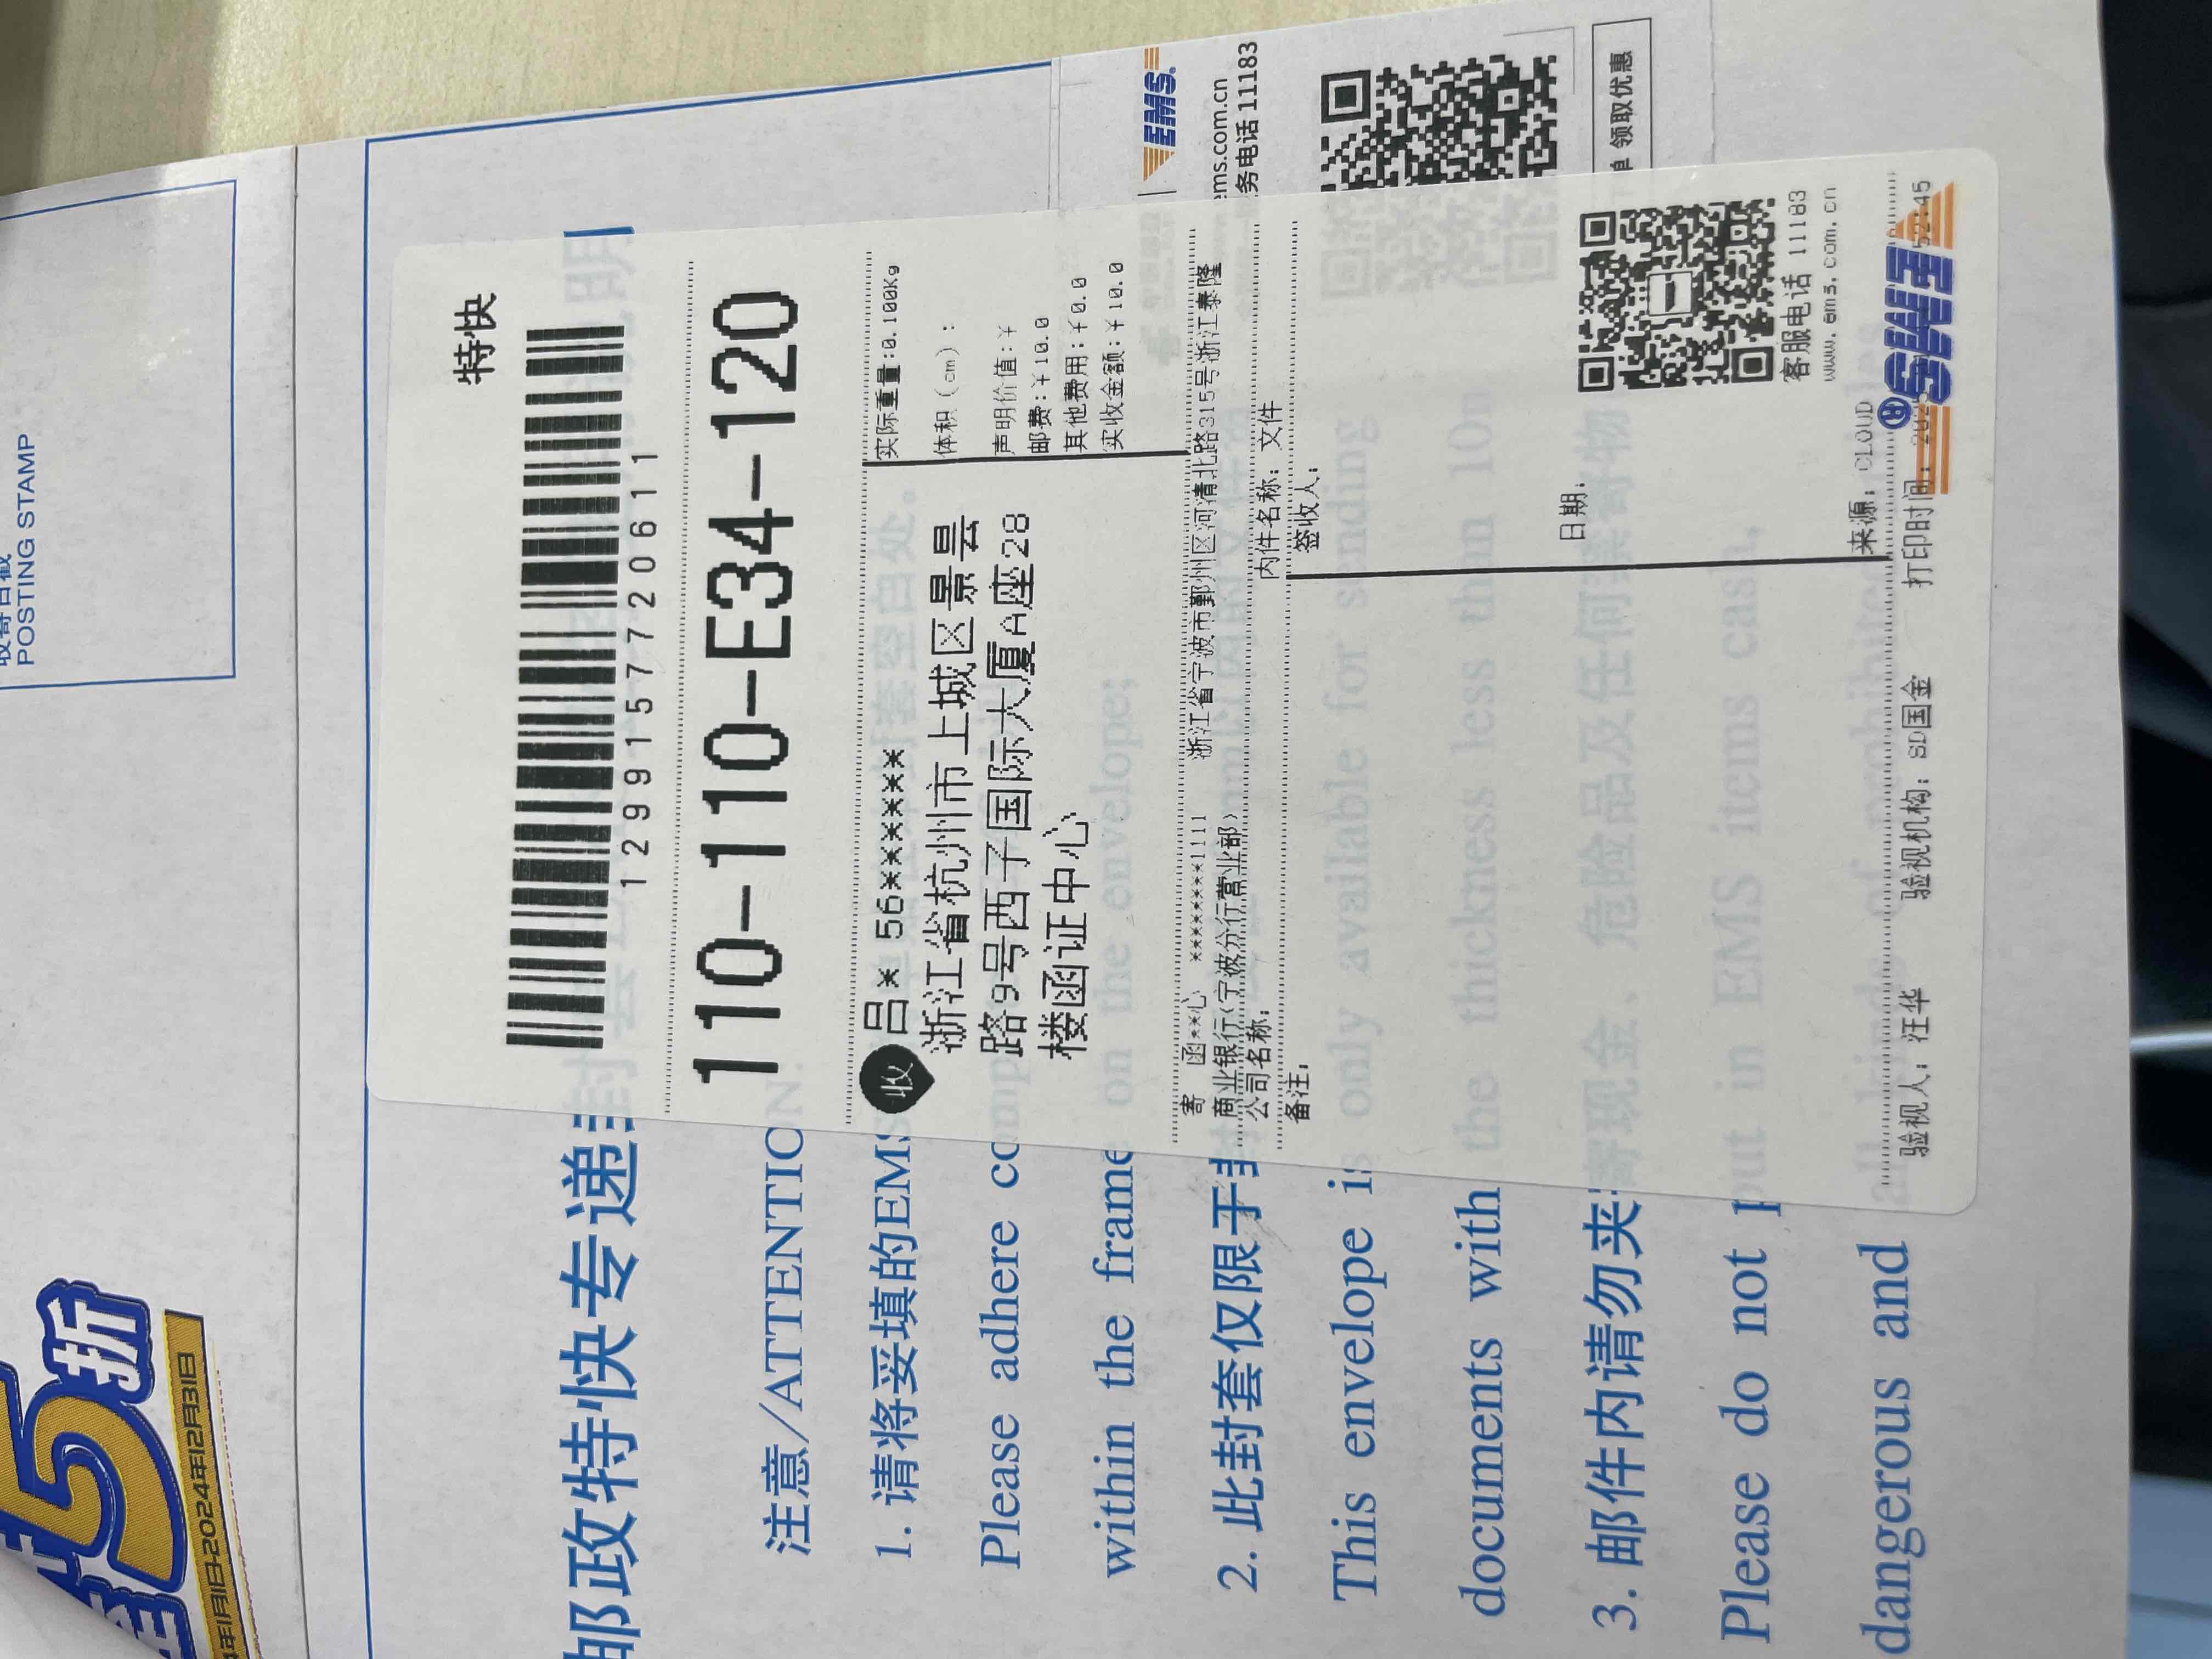 收寄日戳
POSTING STAMP
5折
年1月1日-2024年12月31日
特快
1299157720611
邮政特快专递封套
110-110-E34-120
注意/ATTENTION:
收 吕* 56******
浙江省杭州市上城区景昙
路9号西子国际大厦A座28
楼函证中心
实际重量:0.100Kg
体积(cm):
声明价值:¥
邮费:¥10.0
其他费用:¥0.0
实收金额:¥10.0
1. 请将妥填的EMS 封套空白处。
Please adhere
within the frame on the envelope;
寄 函**心 ********1111 浙江省宁波市鄞州区河清北路315号浙江泰隆
商业银行(宁波分行营业部)
公司名称:
内件名称: 文件
备注:
签收人:
EMS.
ems.com.cn
务电话 11183
2. 此封套仅限于封
This envelope is only available for sending
documents with the thickness less than 10m
日期:
单 领取优惠
3. 邮件内请勿夹寄现金、危险品及任何禁寄物
Please do not put in EMS items cash,
dangerous and all kinds of prohibited
客服电话 11183
www.ems.com.cn
来源: CLOUD
验视人: 汪华 验视机构: SD国金 打印时间: 52:45
EMS®